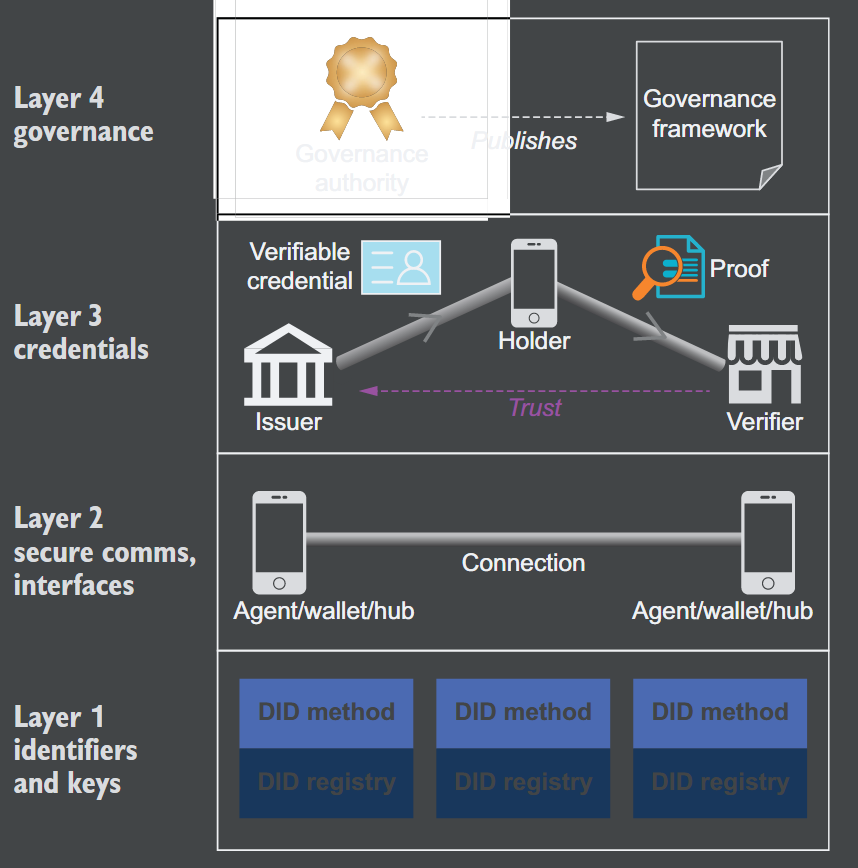 Layer 4
governance
Governance
authority
Publishes
Governance
framework
Layer 3
credentials
Verifiable
credential
Proof
Holder
Issuer
Trust
Verifier
Layer 2
secure comms,
interfaces
Connection
Agent/wallet/hub
Agent/wallet/hub
Layer 1
identifiers
and keys
DID method
DID method
DID method
DID registry
DID registry
DID registry